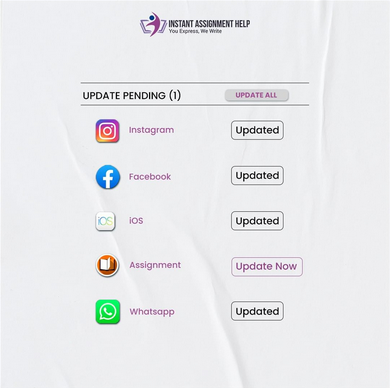 INSTANT ASSIGNMENT HELP
You Express, We Write
UPDATE PENDING (1) UPDATE ALL
Instagram Updated
Facebook Updated
iOS iOS Updated
Assignment Update Now
Whatsapp Updated